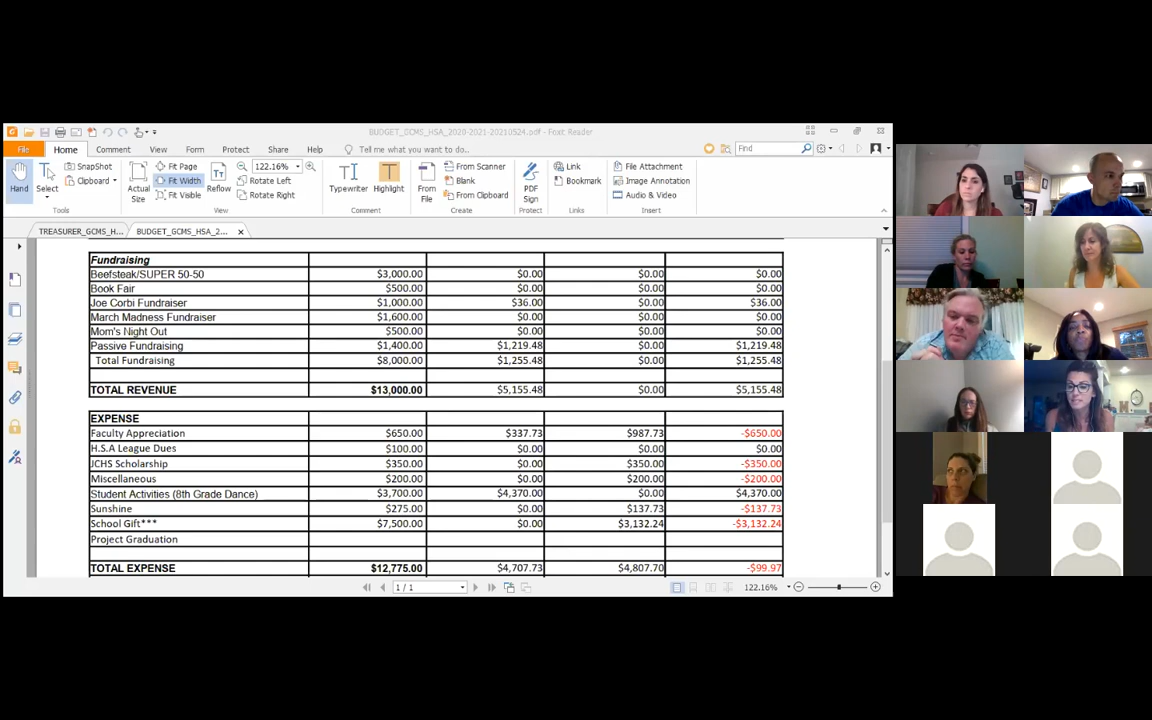 BUDGET_GCMS_HSA_2020-2021-20210524.pdf - Foxit Reader
File Home Comment View Form Protect Share Help Tell me what you want to do... Find
Hand
Select
SnapShot
Clipboard
Tools
Actual Size
Fit Page
Fit Width
Fit Visible
Reflow
122.16%
Rotate Left
Rotate Right
View
Typewriter
Highlight
Comment
From File
From Scanner
Blank
From Clipboard
Create
PDF Sign
Protect
Link
Bookmark
Links
File Attachment
Image Annotation
Audio & Video
Insert
TREASURER_GCMS_H... BUDGET_GCMS_HSA_2...
Fundraising
Beefsteak/SUPER 50-50 $3,000.00 $0.00 $0.00 $0.00
Book Fair $500.00 $0.00 $0.00 $0.00
Joe Corbi Fundraiser $1,000.00 $36.00 $0.00 $36.00
March Madness Fundraiser $1,600.00 $0.00 $0.00 $0.00
Mom's Night Out $500.00 $0.00 $0.00 $0.00
Passive Fundraising $1,400.00 $1,219.48 $0.00 $1,219.48
Total Fundraising $8,000.00 $1,255.48 $0.00 $1,255.48
TOTAL REVENUE $13,000.00 $5,155.48 $0.00 $5,155.48
EXPENSE
Faculty Appreciation $650.00 $337.73 $987.73 -$650.00
H.S.A League Dues $100.00 $0.00 $0.00 $0.00
JCHS Scholarship $350.00 $0.00 $350.00 -$350.00
Miscellaneous $200.00 $0.00 $200.00 -$200.00
Student Activities (8th Grade Dance) $3,700.00 $4,370.00 $0.00 $4,370.00
Sunshine $275.00 $0.00 $137.73 -$137.73
School Gift*** $7,500.00 $0.00 $3,132.24 -$3,132.24
Project Graduation
TOTAL EXPENSE $12,775.00 $4,707.73 $4,807.70 -$99.97
1 / 1 122.16%